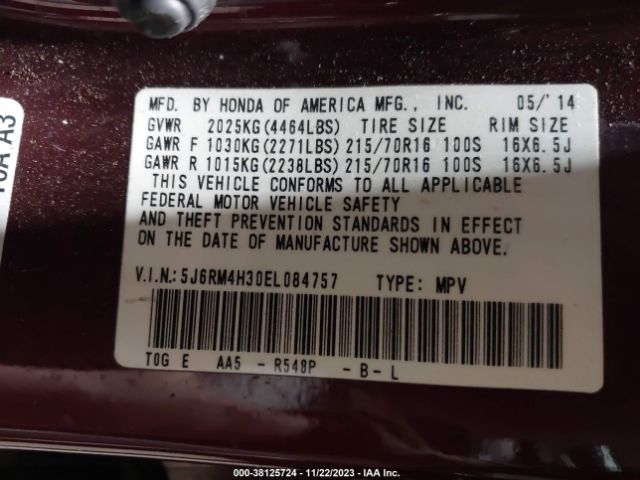 MFD. BY HONDA OF AMERICA MFG., INC. 05/'14
GVWR 2025KG(4464LBS) TIRE SIZE RIM SIZE
GAWR F 1030KG(2271LBS) 215/70R16 100S 16X6.5J
GAWR R 1015KG(2238LBS) 215/70R16 100S 16X6.5J
THIS VEHICLE CONFORMS TO ALL APPLICABLE
FEDERAL MOTOR VEHICLE SAFETY
AND THEFT PREVENTION STANDARDS IN EFFECT
ON THE DATE OF MANUFACTURE SHOWN ABOVE.
V.I.N.: 5J6RM4H30EL084757 TYPE: MPV
T0G E AA5 - R548P - B - L
000-38125724 - 11/22/2023 - IAA Inc.